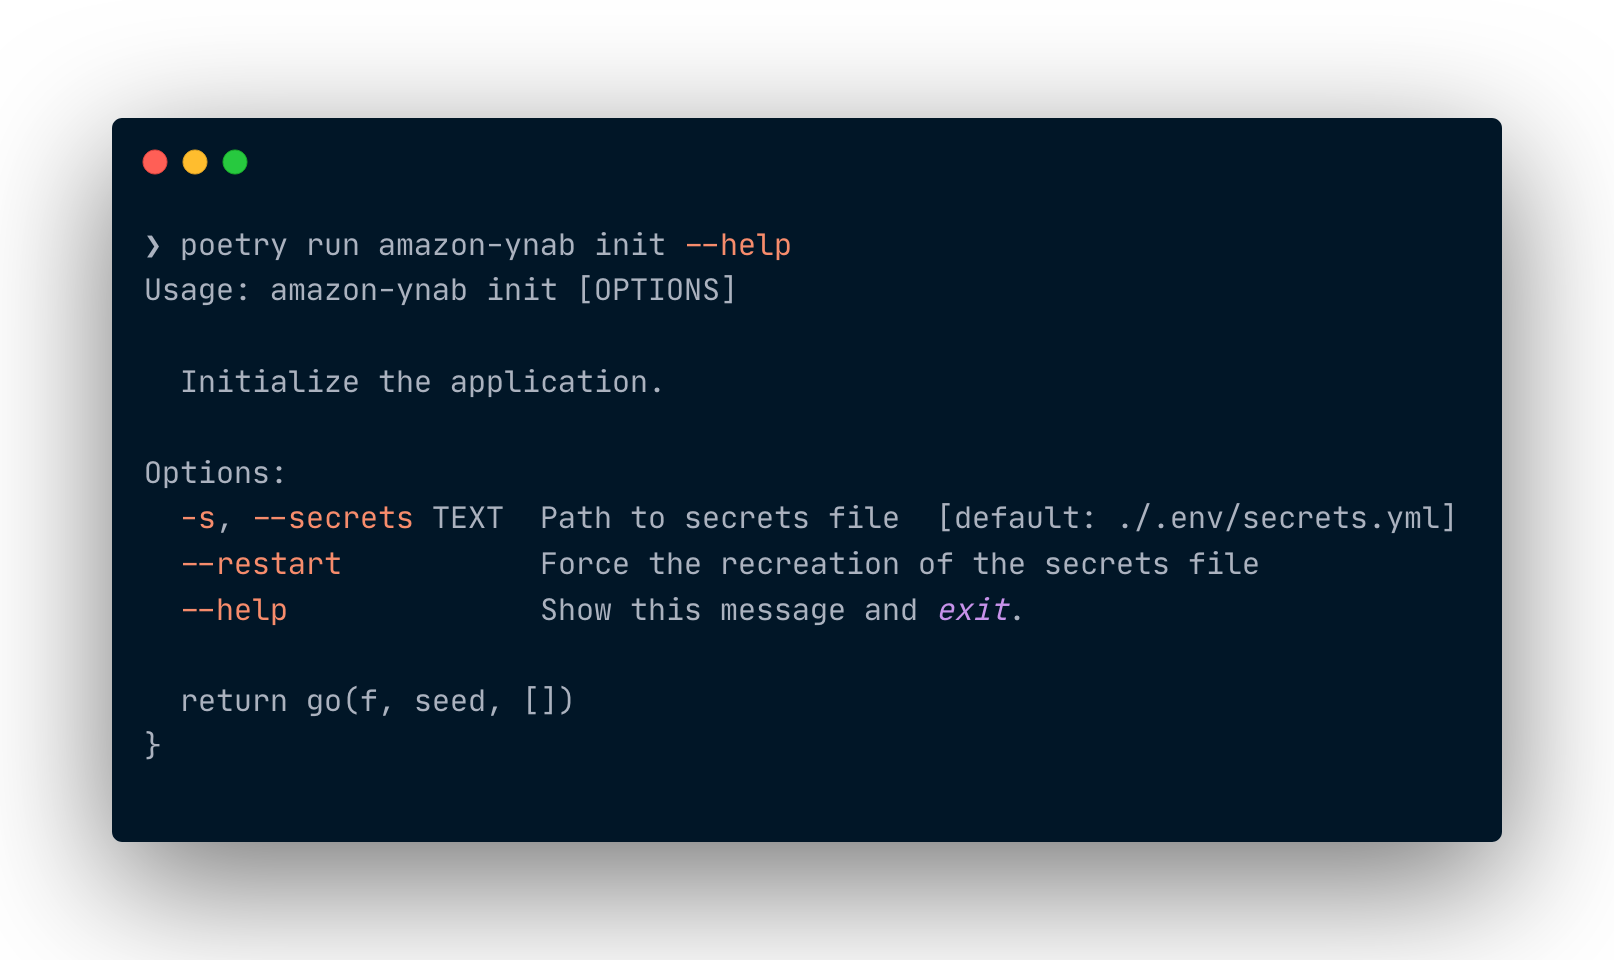 ❯ poetry run amazon-ynab init --help
Usage: amazon-ynab init [OPTIONS]

  Initialize the application.

Options:
  -s, --secrets TEXT  Path to secrets file  [default: ./.env/secrets.yml]
  --restart           Force the recreation of the secrets file
  --help              Show this message and exit.

  return go(f, seed, [])
}